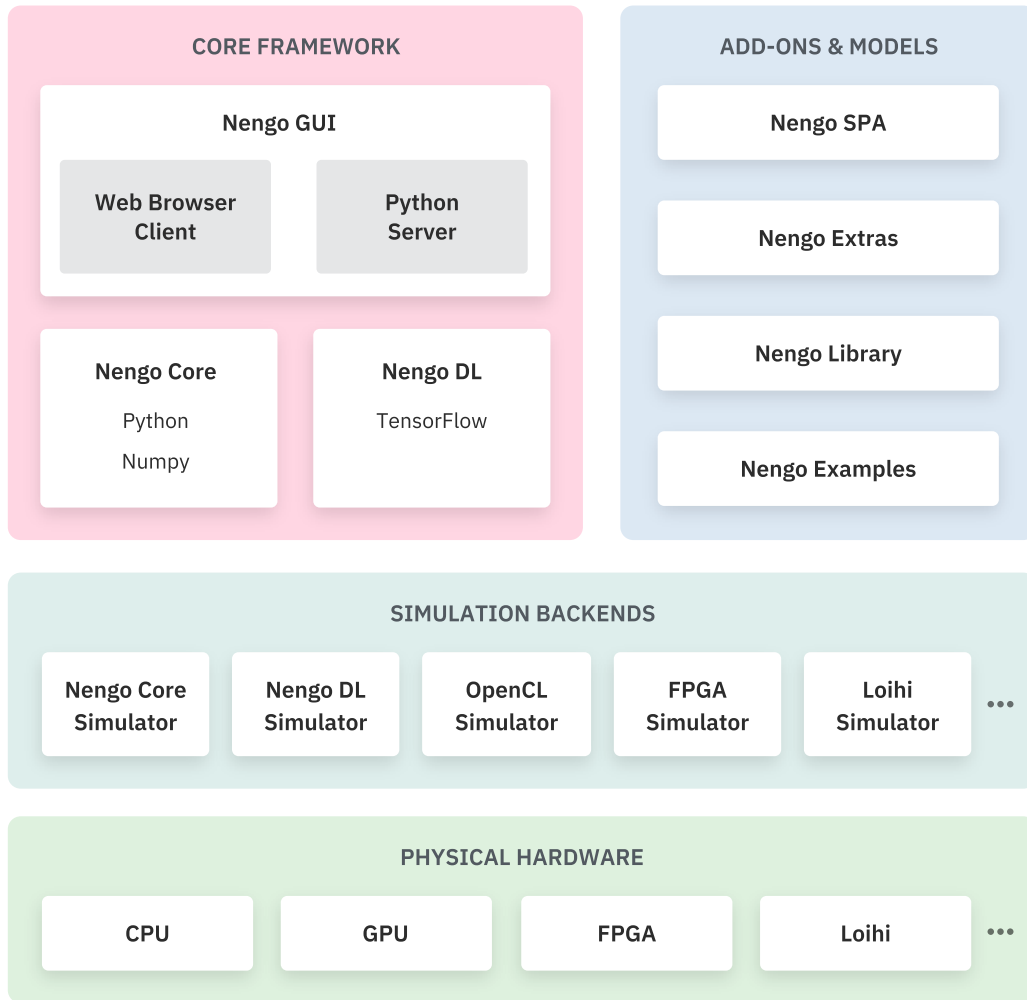 CORE FRAMEWORK
Nengo GUI
Web Browser
Client
Python
Server
Nengo Core
Python
Numpy
Nengo DL
TensorFlow
ADD-ONS & MODELS
Nengo SPA
Nengo Extras
Nengo Library
Nengo Examples
SIMULATION BACKENDS
Nengo Core
Simulator
Nengo DL
Simulator
OpenCL
Simulator
FPGA
Simulator
Loihi
Simulator
•••
PHYSICAL HARDWARE
CPU
GPU
FPGA
Loihi
•••